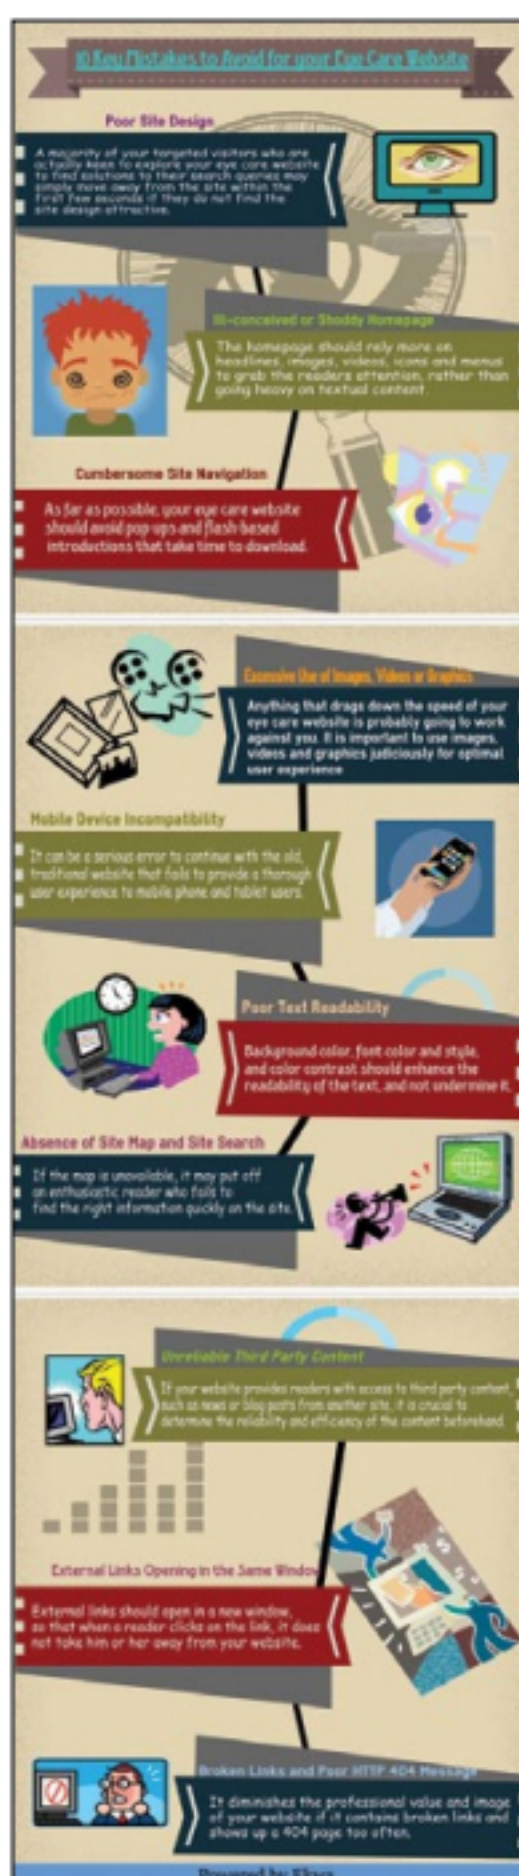 10 Key Mistakes to Avoid for your Eye Care Website
Poor Site Design
A majority of your targeted visitors who are
actually keen to explore your eye care website
to find solutions to their search queries may
simply move away from the site within the
first few seconds if they do not find the
site design attractive.
Ill-conceived or Shoddy Homepage
The homepage should rely more on
headlines, images, videos, icons and menus
to grab the readers attention, rather than
going heavy on textual content.
Cumbersome Site Navigation
As far as possible, your eye care website
should avoid pop-ups and flash based
introductions that take time to download.
Excessive Use of Images, Videos or Graphics
Anything that drags down the speed of your
eye care website is probably going to work
against you. It is important to use images,
videos and graphics judiciously for optimal
user experience
Mobile Device Incompatibility
It can be a serious error to continue with the old,
traditional website that fails to provide a thorough
user experience to mobile phone and tablet users.
Poor Text Readability
Background color, font color and style,
and color contrast should enhance the
readability of the text, and not undermine it.
Absence of Site Map and Site Search
If the map is unavailable, it may put off
an enthusiastic reader who fails to
find the right information quickly on the site.
Unreliable Third Party Content
If your website provides readers with access to third party content,
such as news or blog posts from another site, it is crucial to
determine the reliability and efficiency of the content beforehand.
External Links Opening in the Same Window
External links should open in a new window,
so that when a reader clicks on the link, it does
not take him or her away from your website.
Broken Links and Poor HTTP 404 Message
It diminishes the professional value and image
of your website if it contains broken links and
shows up a 404 page too often.
Powered by